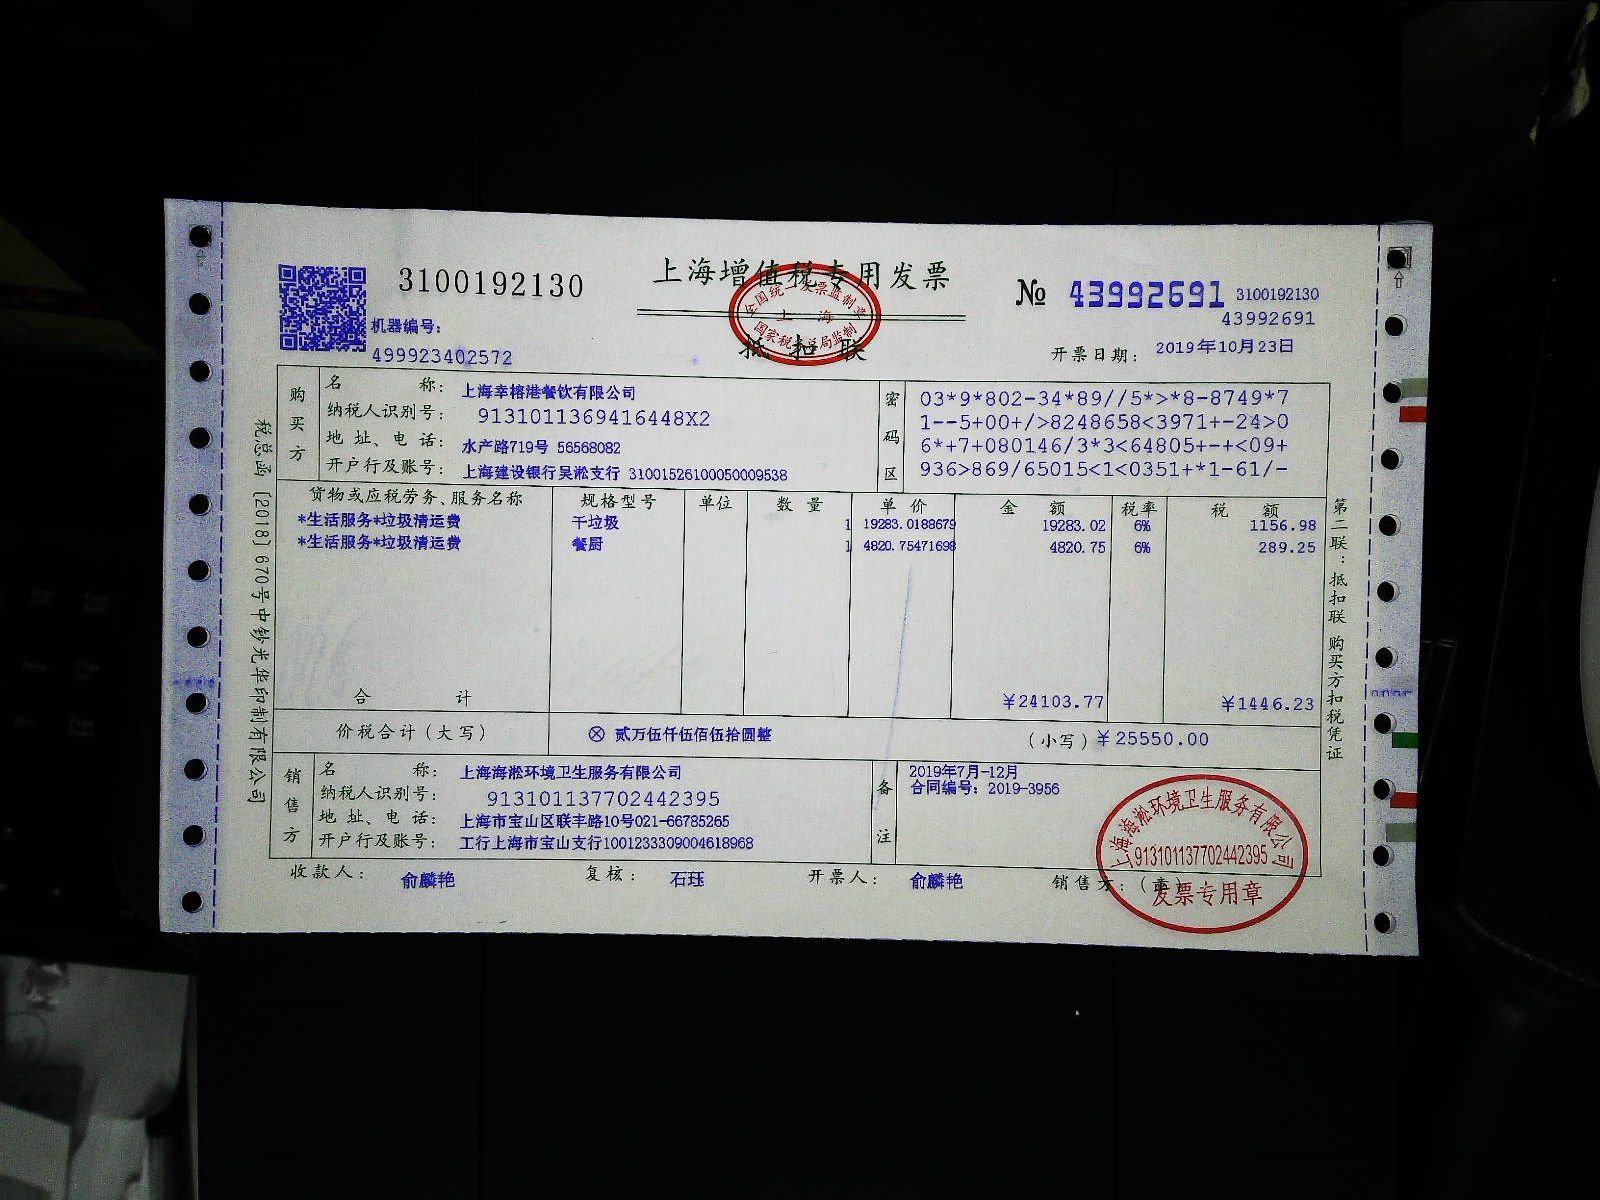 3100192130
上海增值税专用发票
№ 43992691
3100192130
43992691
全国统一发票监制章
上海
国家税务总局监制
抵扣联
机器编号:
499923402572
开票日期: 2019年10月23日
购买方
名称: 上海幸榕港餐饮有限公司
纳税人识别号: 9131011369416448X2
地址、电话: 水产路719号 56568082
开户行及账号: 上海建设银行吴淞支行 31001526100050009538
密码区
03*9*802-34*89//5*>*8-8749*7
1--5+00+/>8248658<3971+-24>0
6*+7+080146/3*3<64805+-+<09+
936>869/65015<1<0351+*1-61/-
货物或应税劳务、服务名称 规格型号 单位 数量 单价 金额 税率 税额
*生活服务*垃圾清运费 干垃圾 1 19283.0188679 19283.02 6% 1156.98
*生活服务*垃圾清运费 餐厨 1 4820.75471698 4820.75 6% 289.25
合计 ¥24103.77 ¥1446.23
价税合计(大写) ⊗ 贰万伍仟伍佰伍拾圆整 (小写) ¥25550.00
销售方
名称: 上海海淞环境卫生服务有限公司
纳税人识别号: 913101137702442395
地址、电话: 上海市宝山区联丰路10号021-66785265
开户行及账号: 工行上海市宝山支行1001233309004618968
备注
2019年7月-12月
合同编号: 2019-3956
收款人: 俞麟艳 复核: 石珏 开票人: 俞麟艳 销售方: (章)
上海海淞环境卫生服务有限公司
913101137702442395
发票专用章
税总函 [2018] 670号中钞光华印制有限公司
第二联:抵扣联 购买方扣税凭证